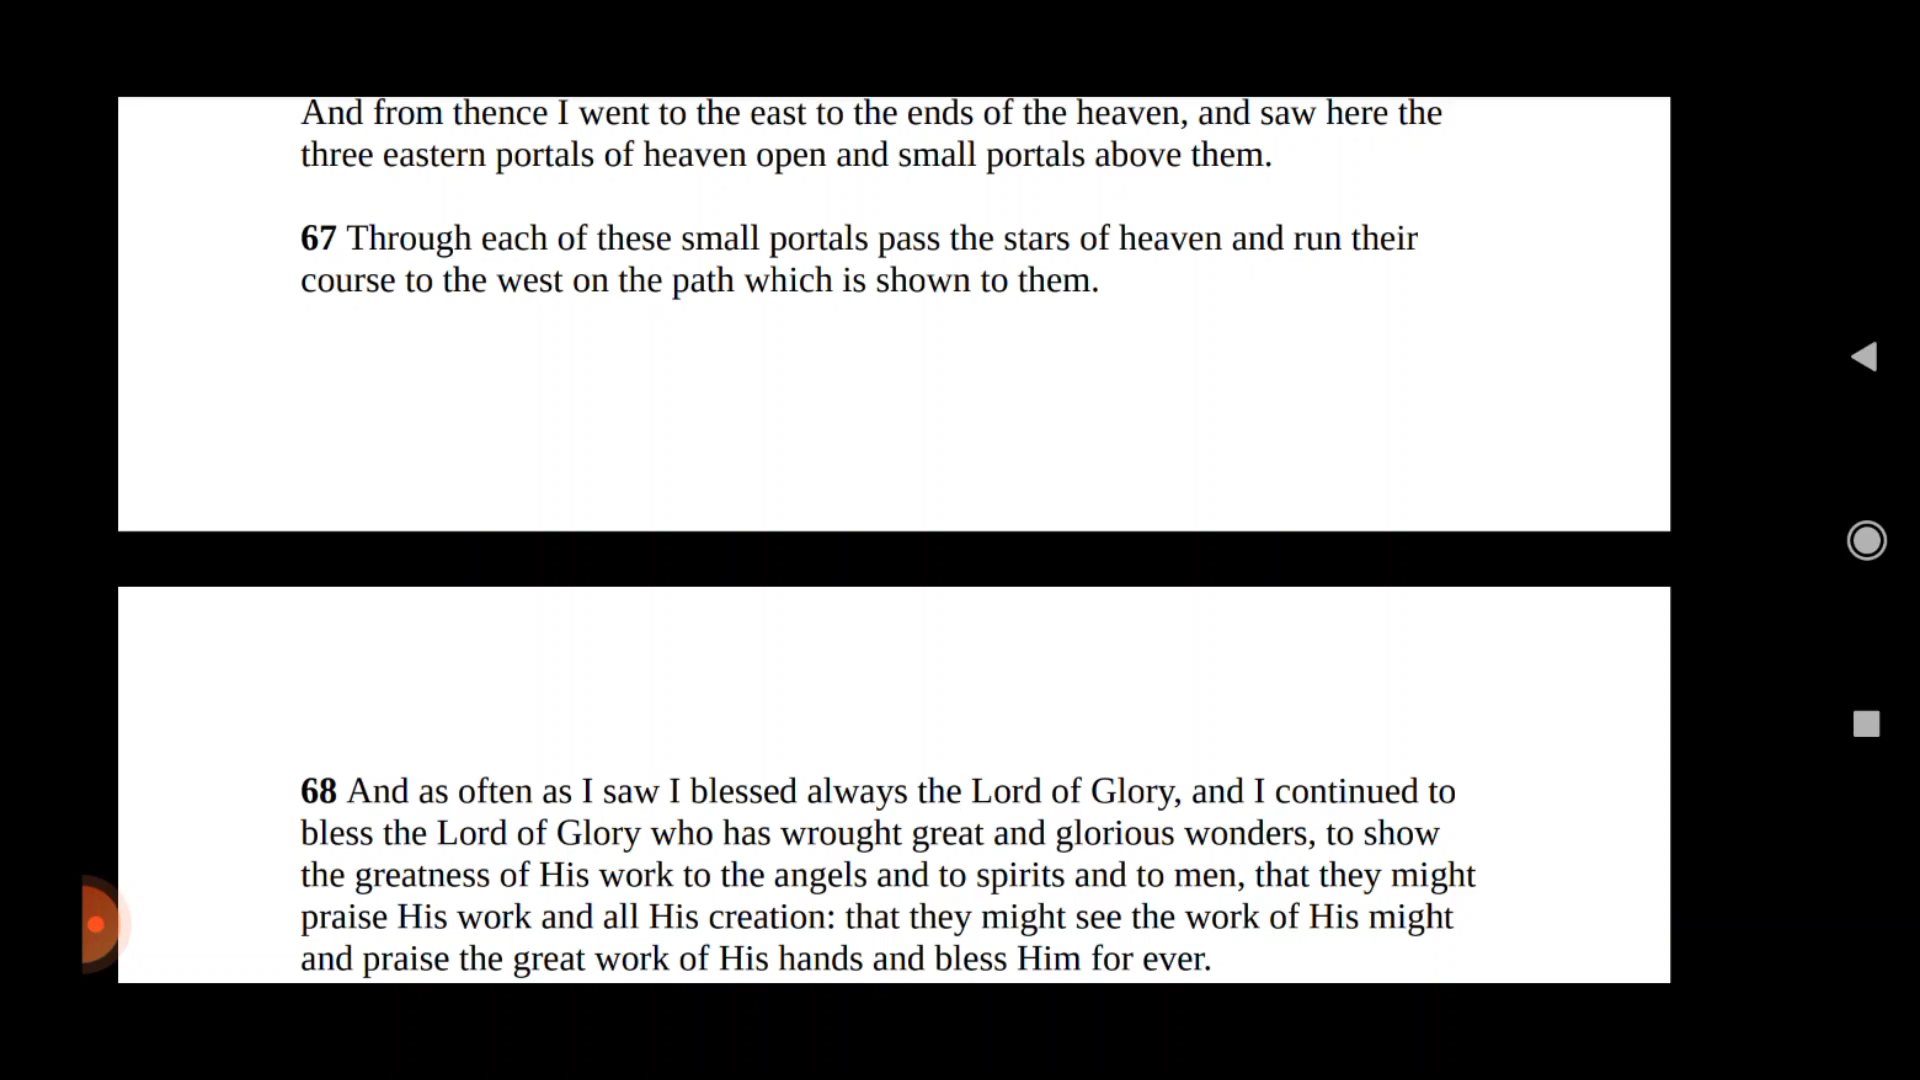 And from thence I went to the east to the ends of the heaven, and saw here the
three eastern portals of heaven open and small portals above them.
67 Through each of these small portals pass the stars of heaven and run their
course to the west on the path which is shown to them.
68 And as often as I saw I blessed always the Lord of Glory, and I continued to
bless the Lord of Glory who has wrought great and glorious wonders, to show
the greatness of His work to the angels and to spirits and to men, that they might
praise His work and all His creation: that they might see the work of His might
and praise the great work of His hands and bless Him for ever.